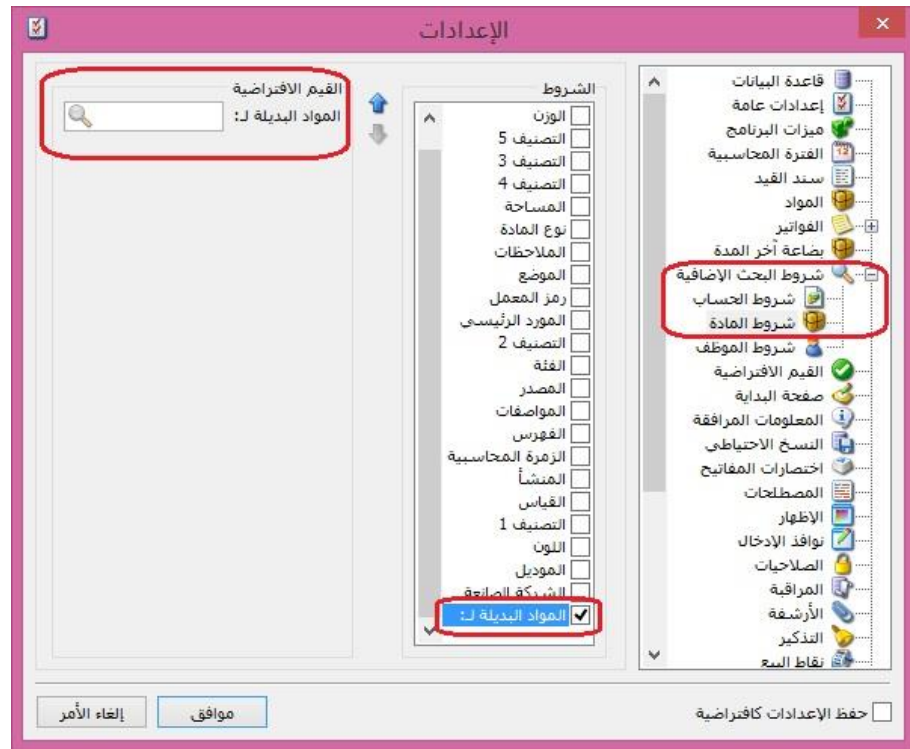 الإعدادات
قاعدة البيانات
إعدادات عامة
ميزات البرنامج
الفترة المحاسبية
12
سند القيد
المواد
الفواتير
بضاعة آخر المدة
شروط البحث الإضافية
شروط الحساب
شروط المادة
شروط الموظف
القيم الافتراضية
صفحة البداية
المعلومات المرافقة
النسخ الاحتياطي
اختصارات المفاتيح
المصطلحات
الإظهار
نوافذ الإدخال
الصلاحيات
المراقبة
الأرشفة
التذكير
نقاط البيع
الشروط
الوزن
التصنيف 5
التصنيف 3
التصنيف 4
المساحة
نوع المادة
الملاحظات
الموضع
رمز المعمل
المورد الرئيسي
التصنيف 2
الفئة
المصدر
المواصفات
الفهرس
الزمرة المحاسبية
المنشأ
القياس
التصنيف 1
اللون
الموديل
الشركة الصانعة
المواد البديلة لـ:
القيم الافتراضية
المواد البديلة لـ:
حفظ الإعدادات كافتراضية
موافق
إلغاء الأمر